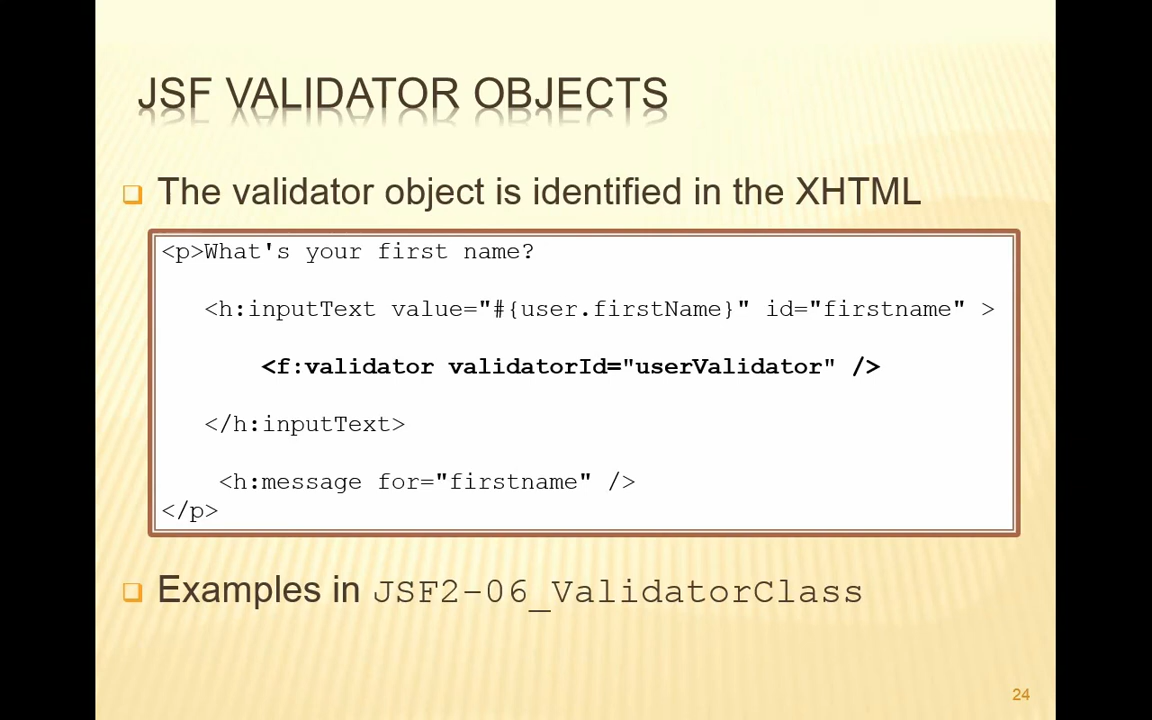 JSF VALIDATOR OBJECTS
The validator object is identified in the XHTML
<p>What's your first name?
<h:inputText value="#{user.firstName}" id="firstname" >
<f:validator validatorId="userValidator" />
</h:inputText>
<h:message for="firstname" />
</p>
Examples in JSF2-06_ValidatorClass
24